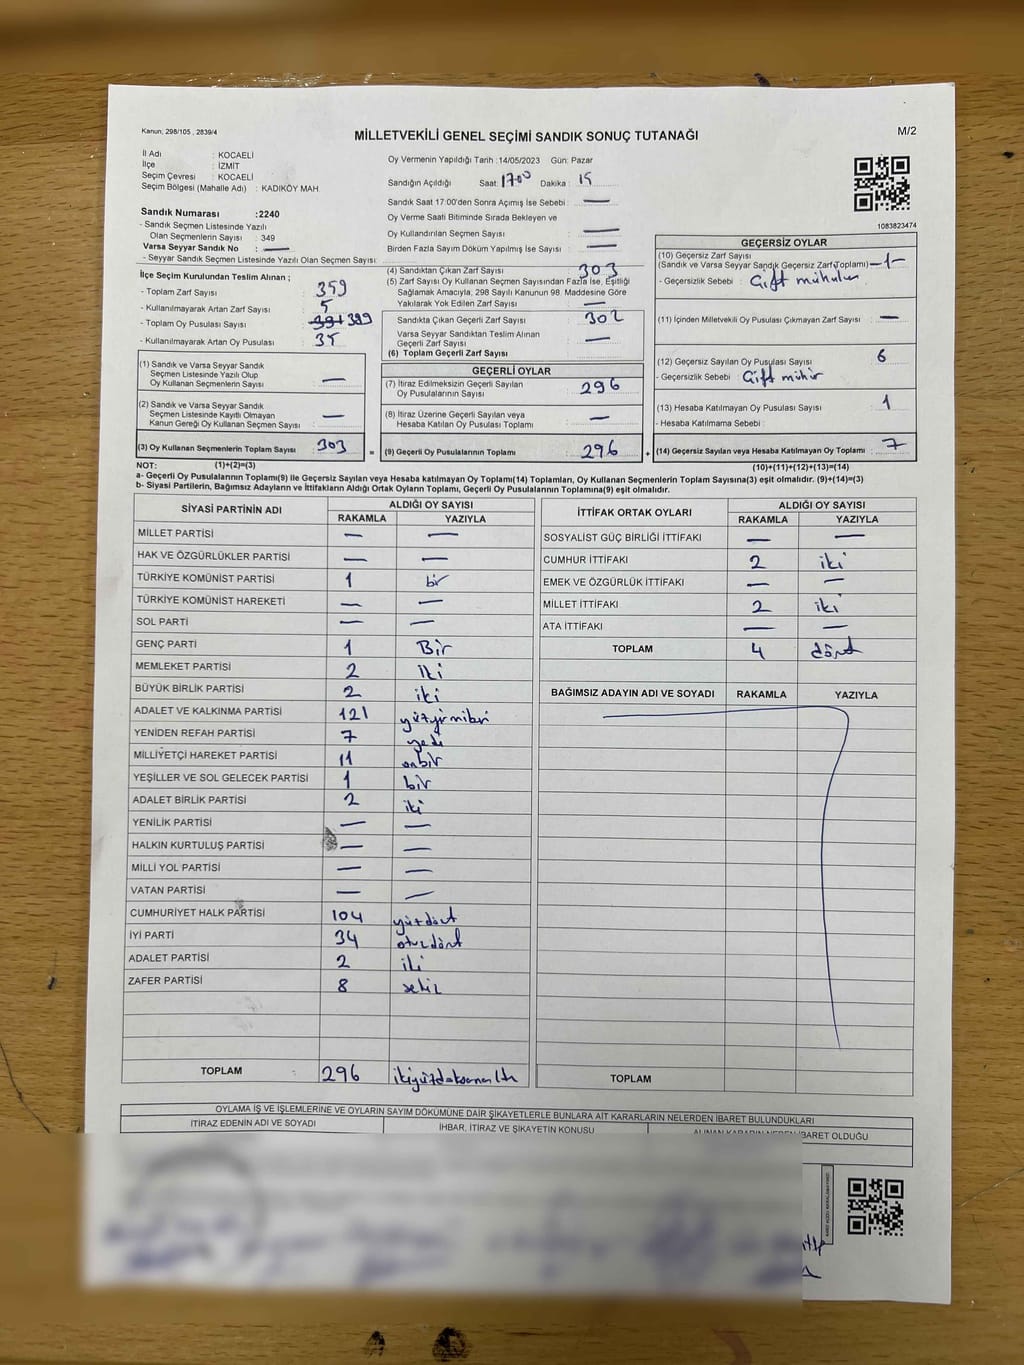 Kanun, 298/105 , 2839/4
MİLLETVEKİLİ GENEL SEÇİMİ SANDIK SONUÇ TUTANAĞI
M/2
İl Adı : KOCAELİ
İlçe : İZMİT
Seçim Çevresi : KOCAELİ
Seçim Bölgesi (Mahalle Adı) : KADIKÖY MAH.
Oy Vermenin Yapıldığı Tarih :14/05/2023 Gün: Pazar
Sandığın Açıldığı Saat: 17:00 Dakika : 15
Sandık Saat 17:00'den Sonra Açımış İse Sebebi : —
Oy Verme Saati Bitiminde Sırada Bekleyen ve
Oy Kullandırılan Seçmen Sayısı : —
Birden Fazla Sayım Döküm Yapılmış İse Sayısı : —
1083823474
Sandık Numarası :2240
- Sandık Seçmen Listesinde Yazılı
Olan Seçmenlerin Sayısı : 349
Varsa Seyyar Sandık No : —
- Seyyar Sandık Seçmen Listesinde Yazılı Olan Seçmen Sayısı:
İlçe Seçim Kurulundan Teslim Alınan ;
- Toplam Zarf Sayısı : 359
- Kullanılmayarak Artan Zarf Sayısı : 5
- Toplam Oy Pusulası Sayısı : 399
- Kullanılmayarak Artan Oy Pusulası : 35
(1) Sandık ve Varsa Seyyar Sandık
Seçmen Listesinde Yazılı Olup
Oy Kullanan Seçmenlerin Sayısı : —
(2) Sandık ve Varsa Seyyar Sandık
Seçmen Listesinde Kayıtlı Olmayan
Kanun Gereği Oy Kullanan Seçmen Sayısı : —
(3) Oy Kullanan Seçmenlerin Toplam Sayısı : 303
(4) Sandıktan Çıkan Zarf Sayısı : 303
(5) Zarf Sayısı Oy Kullanan Seçmen Sayısından Fazla İse, Eşitliği
Sağlamak Amacıyla, 298 Sayılı Kanunun 98. Maddesine Göre
Yakılarak Yok Edilen Zarf Sayısı : —
Sandıkta Çıkan Geçerli Zarf Sayısı : 302
Varsa Seyyar Sandıktan Teslim Alınan
Geçerli Zarf Sayısı : —
(6) Toplam Geçerli Zarf Sayısı :
GEÇERLİ OYLAR
(7) İtiraz Edilmeksizin Geçerli Sayılan
Oy Pusulalarının Sayısı : 296
(8) İtiraz Üzerine Geçerli Sayılan veya
Hesaba Katılan Oy Pusulası Toplamı : —
= (9) Geçerli Oy Pusulalarının Toplamı : 296
GEÇERSİZ OYLAR
(10) Geçersiz Zarf Sayısı
(Sandık ve Varsa Seyyar Sandık Geçersiz Zarf Toplamı) : —1—
- Geçersizlik Sebebi : Çift mühür
(11) İçinden Milletvekili Oy Pusulası Çıkmayan Zarf Sayısı : —
(12) Geçersiz Sayılan Oy Pusulası Sayısı : 6
- Geçersizlik Sebebi : Çift mühür
(13) Hesaba Katılmayan Oy Pusulası Sayısı : 1
- Hesaba Katılmama Sebebi :
+ (14) Geçersiz Sayılan veya Hesaba Katılmayan Oy Toplamı : 7
NOT: (1)+(2)=(3) (10)+(11)+(12)+(13)=(14)
a- Geçerli Oy Pusulalarının Toplamı(9) ile Geçersiz Sayılan veya Hesaba katılmayan Oy Toplamı(14) Toplamları, Oy Kullanan Seçmenlerin Toplam Sayısına(3) eşit olmalıdır. (9)+(14)=(3)
b- Siyasi Partilerin, Bağımsız Adayların ve İttifakların Aldığı Ortak Oyların Toplamı, Geçerli Oy Pusulalarının Toplamına(9) eşit olmalıdır.
SİYASİ PARTİNİN ADI ALDIĞI OY SAYISI
RAKAMLA YAZIYLA
MİLLET PARTİSİ — —
HAK VE ÖZGÜRLÜKLER PARTİSİ — —
TÜRKİYE KOMÜNİST PARTİSİ 1 bir
TÜRKİYE KOMÜNİST HAREKETİ — —
SOL PARTİ — —
GENÇ PARTİ 1 Bir
MEMLEKET PARTİSİ 2 İki
BÜYÜK BİRLİK PARTİSİ 2 iki
ADALET VE KALKINMA PARTİSİ 121 yüzyirmibir
YENİDEN REFAH PARTİSİ 7 yedi
MİLLİYETÇİ HAREKET PARTİSİ 11 onbir
YEŞİLLER VE SOL GELECEK PARTİSİ 1 bir
ADALET BİRLİK PARTİSİ 2 iki
YENİLİK PARTİSİ — —
HALKIN KURTULUŞ PARTİSİ — —
MİLLİ YOL PARTİSİ — —
VATAN PARTİSİ — —
CUMHURİYET HALK PARTİSİ 104 yüzdört
İYİ PARTİ 34 otuzdört
ADALET PARTİSİ 2 iki
ZAFER PARTİSİ 8 sekiz
TOPLAM : 296 ikiyüzdoksanaltı
İTTİFAK ORTAK OYLARI ALDIĞI OY SAYISI
RAKAMLA YAZIYLA
SOSYALİST GÜÇ BİRLİĞİ İTTİFAKI — —
CUMHUR İTTİFAKI 2 iki
EMEK VE ÖZGÜRLÜK İTTİFAKI — —
MİLLET İTTİFAKI 2 iki
ATA İTTİFAKI — —
TOPLAM 4 dört
BAĞIMSIZ ADAYIN ADI VE SOYADI RAKAMLA YAZIYLA
TOPLAM
OYLAMA İŞ VE İŞLEMLERİNE VE OYLARIN SAYIM DÖKÜMÜNE DAİR ŞİKAYETLERLE BUNLARA AİT KARARLARIN NELERDEN İBARET BULUNDUKLARI
İTİRAZ EDENİN ADI VE SOYADI
İHBAR, İTİRAZ VE ŞİKAYETİN KONUSU
ALINAN KARARIN NEDEN İBARET OLDUĞU